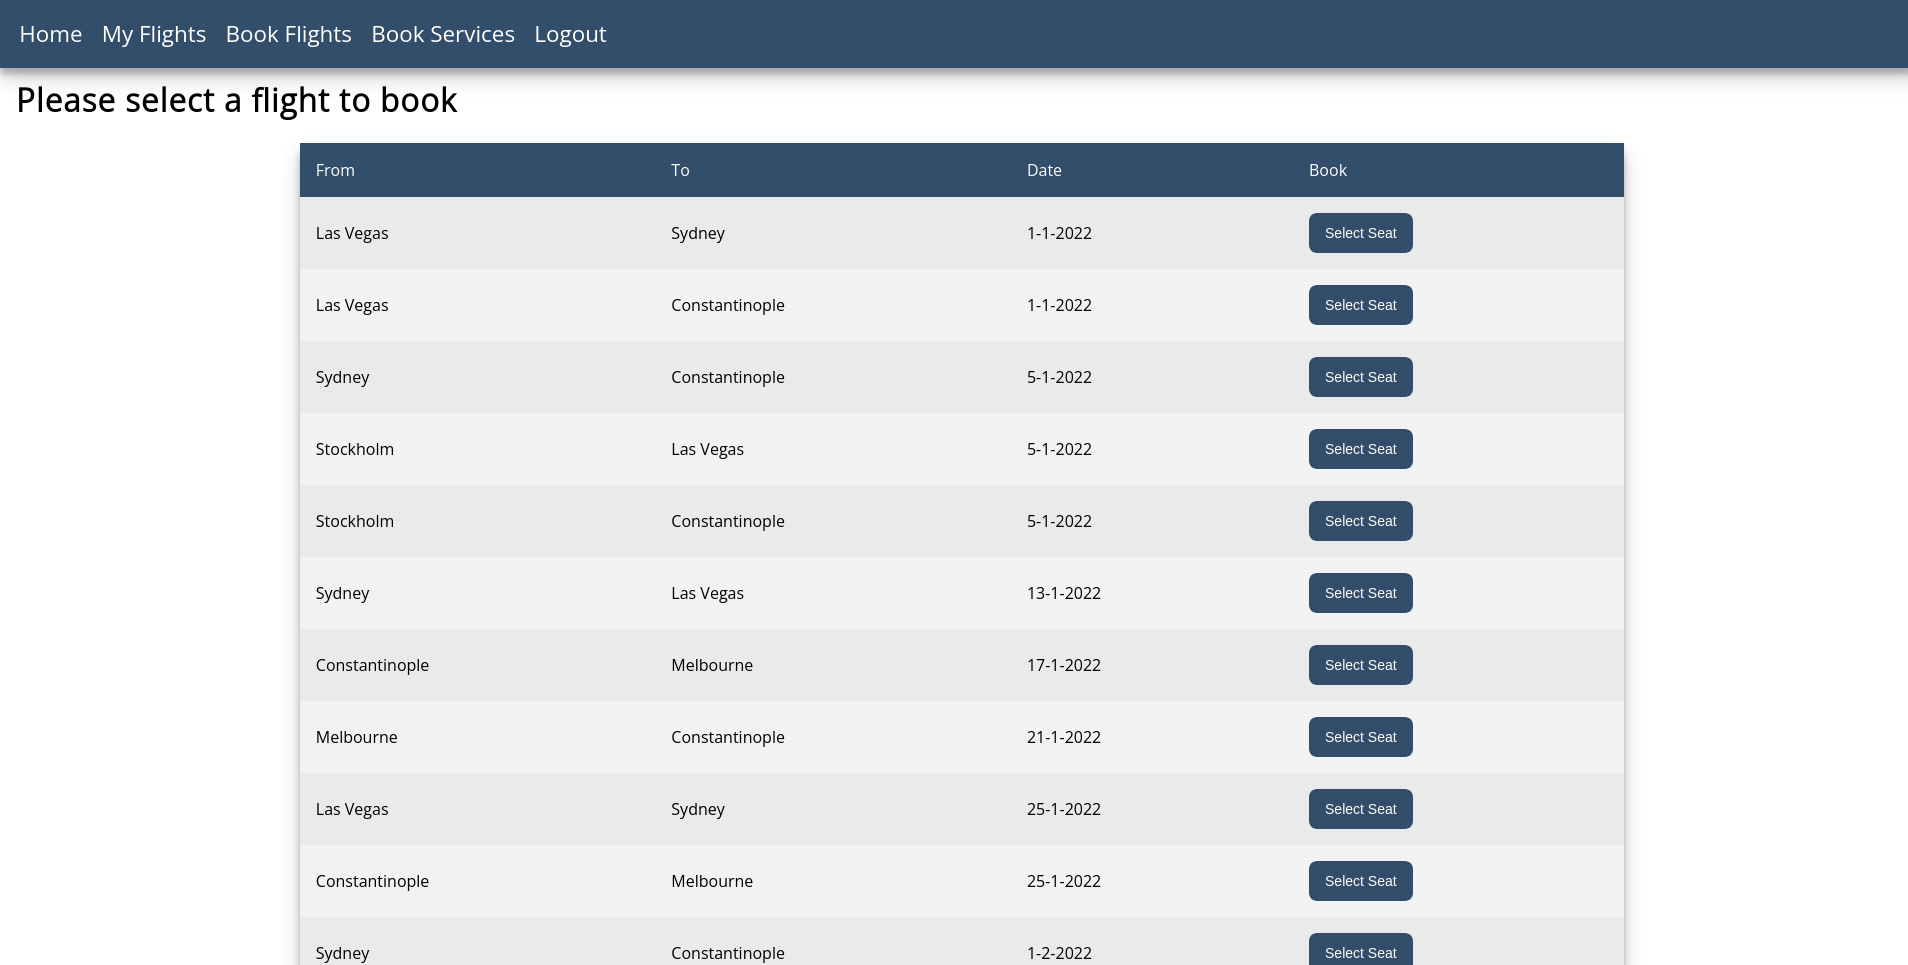 Home My Flights Book Flights Book Services Logout
Please select a flight to book
From To Date Book
Las Vegas Sydney 1-1-2022 Select Seat
Las Vegas Constantinople 1-1-2022 Select Seat
Sydney Constantinople 5-1-2022 Select Seat
Stockholm Las Vegas 5-1-2022 Select Seat
Stockholm Constantinople 5-1-2022 Select Seat
Sydney Las Vegas 13-1-2022 Select Seat
Constantinople Melbourne 17-1-2022 Select Seat
Melbourne Constantinople 21-1-2022 Select Seat
Las Vegas Sydney 25-1-2022 Select Seat
Constantinople Melbourne 25-1-2022 Select Seat
Sydney Constantinople 1-2-2022 Select Seat